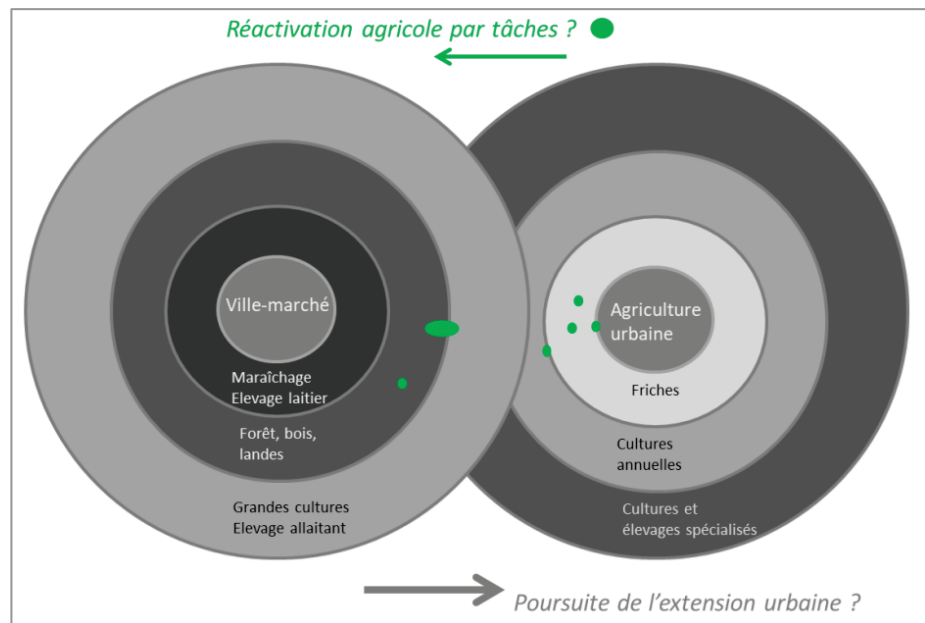 Réactivation agricole par tâches ?
Ville-marché
Maraîchage
Elevage laitier
Forêt, bois,
landes
Grandes cultures
Elevage allaitant
Agriculture
urbaine
Friches
Cultures
annuelles
Cultures et
élevages spécialisés
Poursuite de l'extension urbaine ?